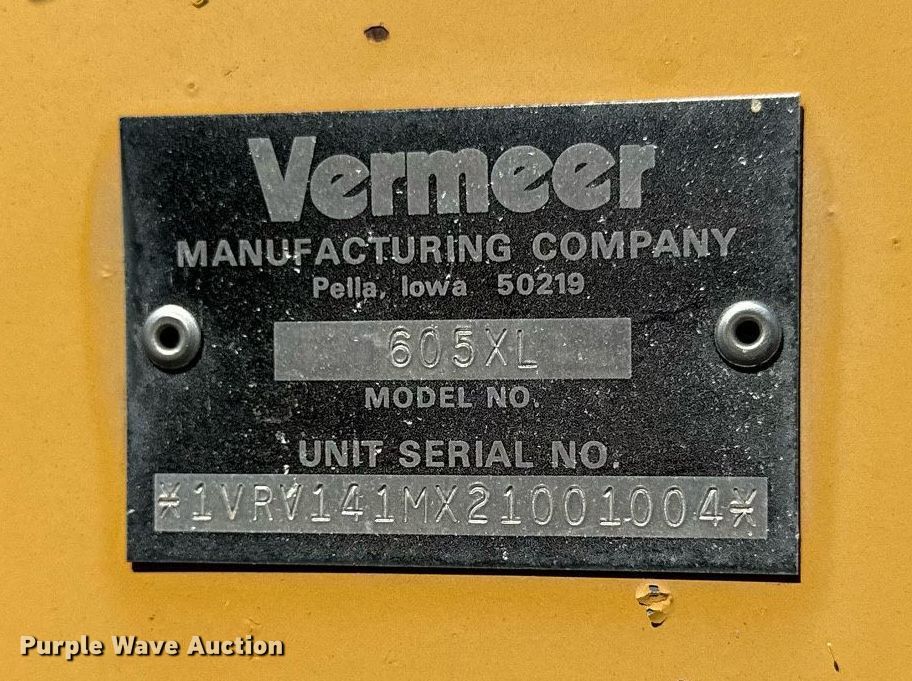 Vermeer
MANUFACTURING COMPANY
Pella, Iowa 50219
605XL
MODEL NO.
UNIT SERIAL NO.
*1VRV141MX21001004*
Purple Wave Auction